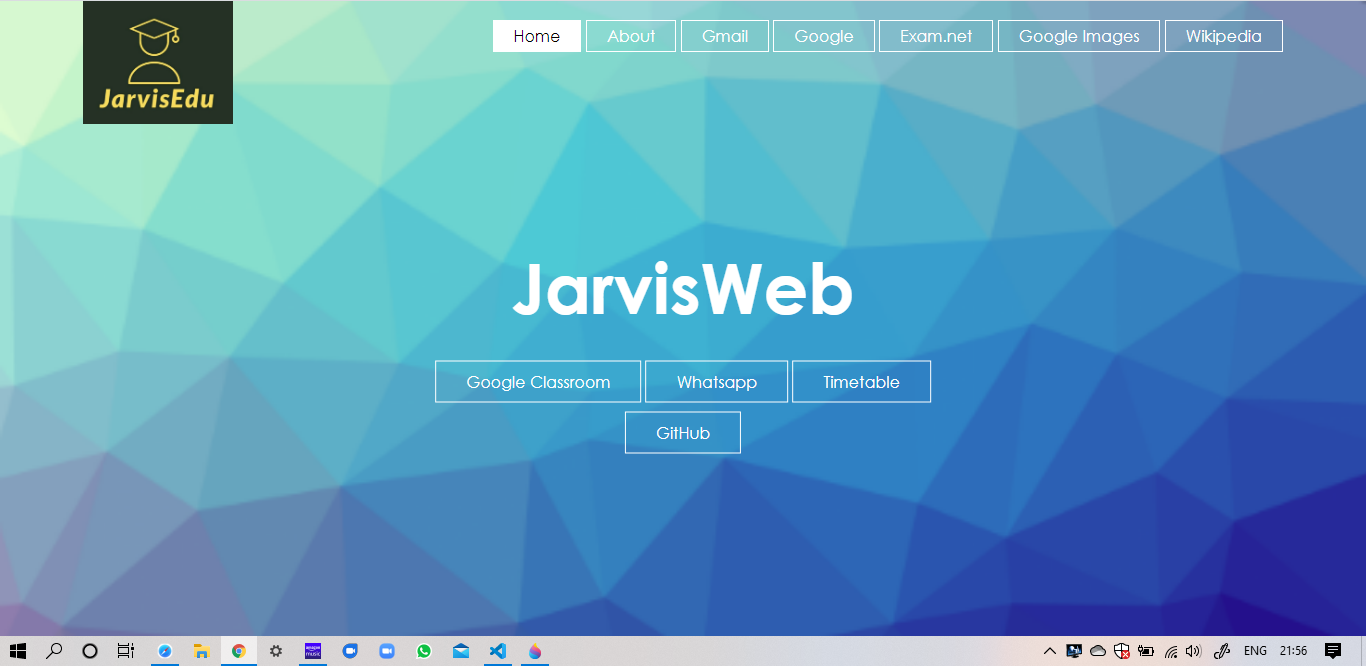 JarvisEdu
Home About Gmail Google Exam.net Google Images Wikipedia
JarvisWeb
Google Classroom Whatsapp Timetable
GitHub
amazon music
ENG 21:56